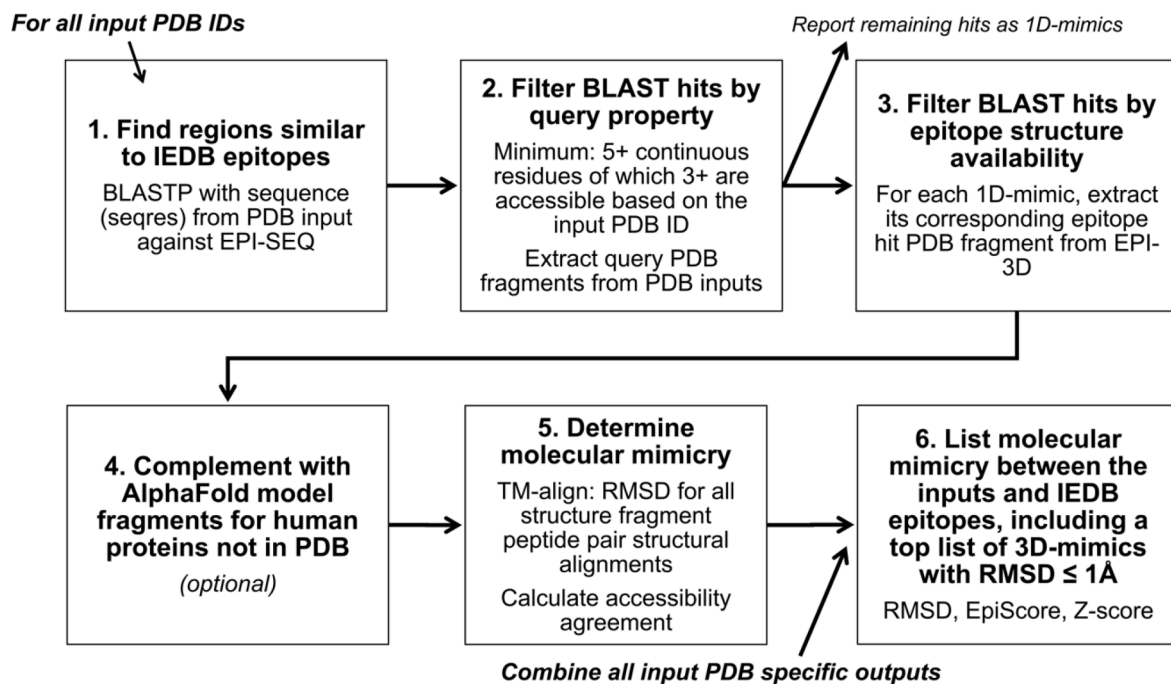 For all input PDB IDs
Report remaining hits as 1D-mimics
1. Find regions similar
to IEDB epitopes
BLASTP with sequence
(seqres) from PDB input
against EPI-SEQ
2. Filter BLAST hits by
query property
Minimum: 5+ continuous
residues of which 3+ are
accessible based on the
input PDB ID
Extract query PDB
fragments from PDB inputs
3. Filter BLAST hits by
epitope structure
availability
For each 1D-mimic, extract
its corresponding epitope
hit PDB fragment from EPI-
3D
4. Complement with
AlphaFold model
fragments for human
proteins not in PDB
(optional)
5. Determine
molecular mimicry
TM-align: RMSD for all
structure fragment
peptide pair structural
alignments
Calculate accessibility
agreement
6. List molecular
mimicry between the
inputs and IEDB
epitopes, including a
top list of 3D-mimics
with RMSD ≤ 1Å
RMSD, EpiScore, Z-score
Combine all input PDB specific outputs